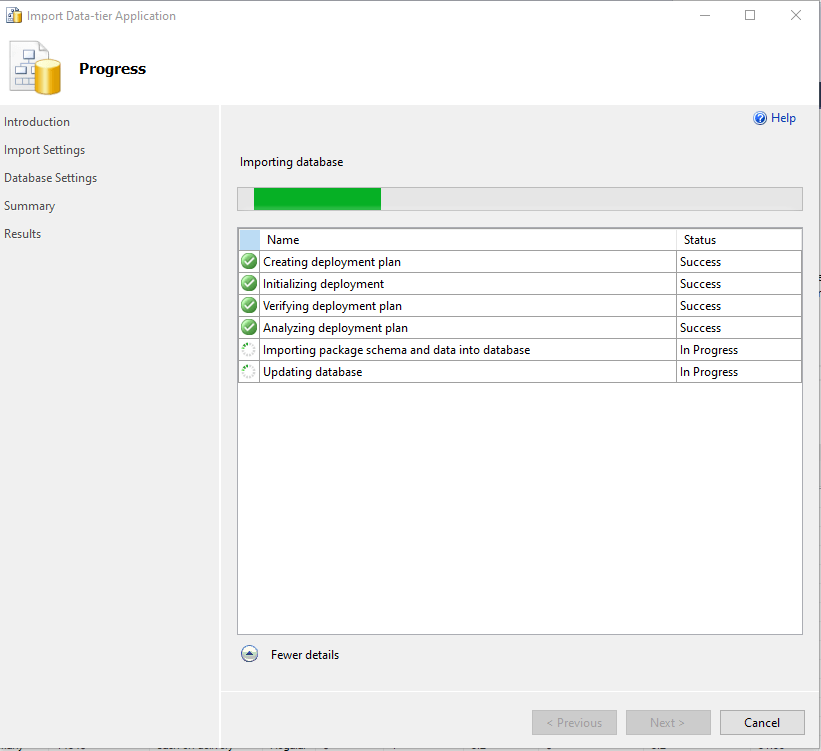 Import Data-tier Application
Progress
Introduction
Import Settings
Database Settings
Summary
Results
Help
Importing database
Name Status
Creating deployment plan Success
Initializing deployment Success
Verifying deployment plan Success
Analyzing deployment plan Success
Importing package schema and data into database In Progress
Updating database In Progress
Fewer details
< Previous Next > Cancel